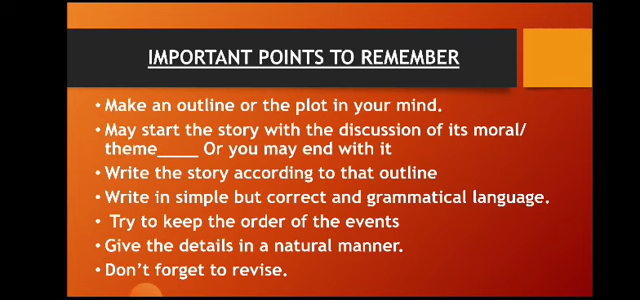 IMPORTANT POINTS TO REMEMBER
• Make an outline or the plot in your mind.
• May start the story with the discussion of its moral/
theme____ Or you may end with it
• Write the story according to that outline
• Write in simple but correct and grammatical language.
• Try to keep the order of the events
• Give the details in a natural manner.
• Don't forget to revise.